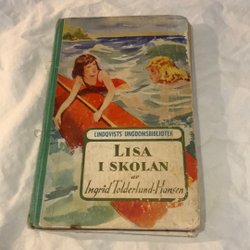 LINDQVISTS UNGDOMSBIBLIOTEK
LISA
I SKOLAN
av
Ingrid Tolderlund-Hansen